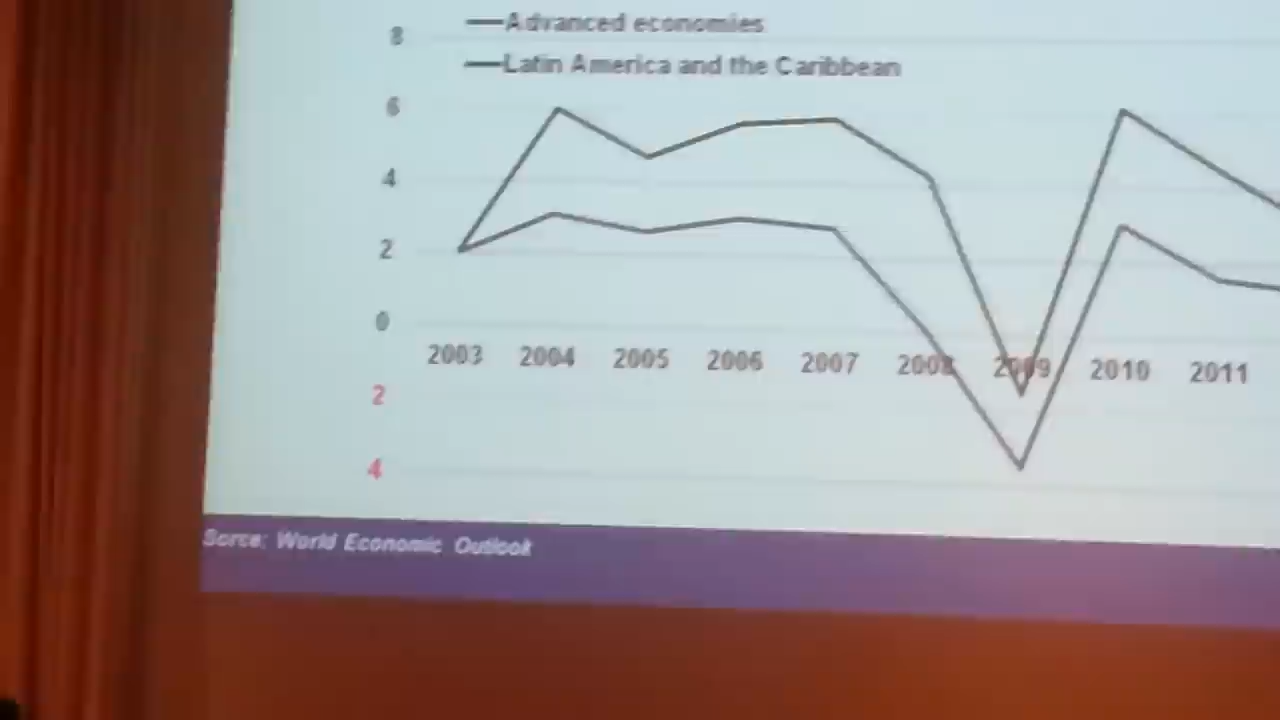 Advanced economies
Latin America and the Caribbean
8
6
4
2
0
2003 2004 2005 2006 2007 2008 2009 2010 2011
2
4
Sorce: World Economic Outlook